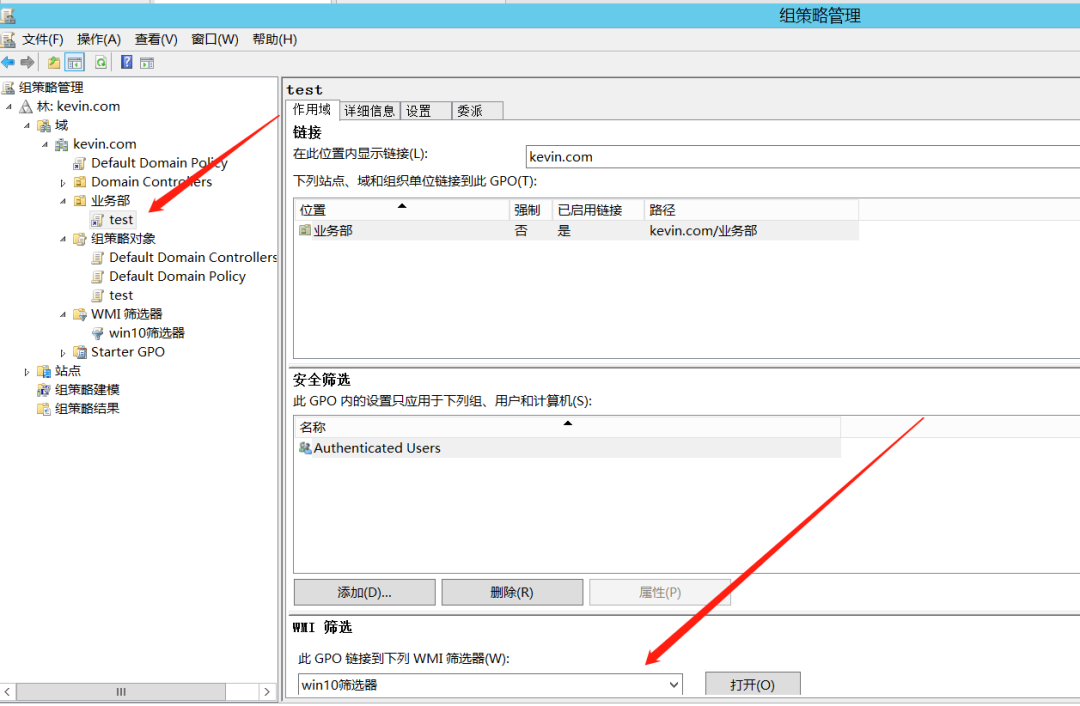 组策略管理
文件(F) 操作(A) 查看(V) 窗口(W) 帮助(H)
组策略管理
林: kevin.com
域
kevin.com
Default Domain Policy
Domain Controllers
业务部
test
组策略对象
Default Domain Controllers
Default Domain Policy
test
WMI 筛选器
win10筛选器
Starter GPO
站点
组策略建模
组策略结果
test
作用域 详细信息 设置 委派
链接
在此位置内显示链接(L): kevin.com
下列站点、域和组织单位链接到此 GPO(T):
位置 强制 已启用链接 路径
业务部 否 是 kevin.com/业务部
安全筛选
此 GPO 内的设置只应用于下列组、用户和计算机(S):
名称
Authenticated Users
添加(D)... 删除(R) 属性(P)
WMI 筛选
此 GPO 链接到下列 WMI 筛选器(W):
win10筛选器 打开(O)